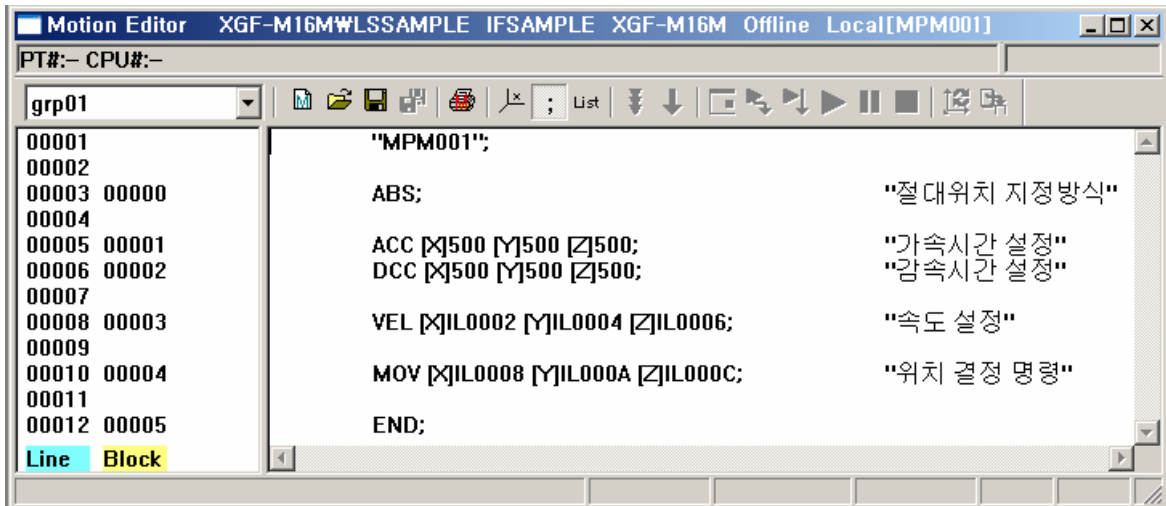 Motion Editor XGF-M16M₩LSSAMPLE IFSAMPLE XGF-M16M Offline Local[MPM001]
PT#:– CPU#:–
grp01 ; List
00001 "MPM001";
00002
00003 00000 ABS; "절대위치 지정방식"
00004
00005 00001 ACC [X]500 [Y]500 [Z]500; "가속시간 설정"
00006 00002 DCC [X]500 [Y]500 [Z]500; "감속시간 설정"
00007
00008 00003 VEL [X]IL0002 [Y]IL0004 [Z]IL0006; "속도 설정"
00009
00010 00004 MOV [X]IL0008 [Y]IL000A [Z]IL000C; "위치 결정 명령"
00011
00012 00005 END;
Line Block